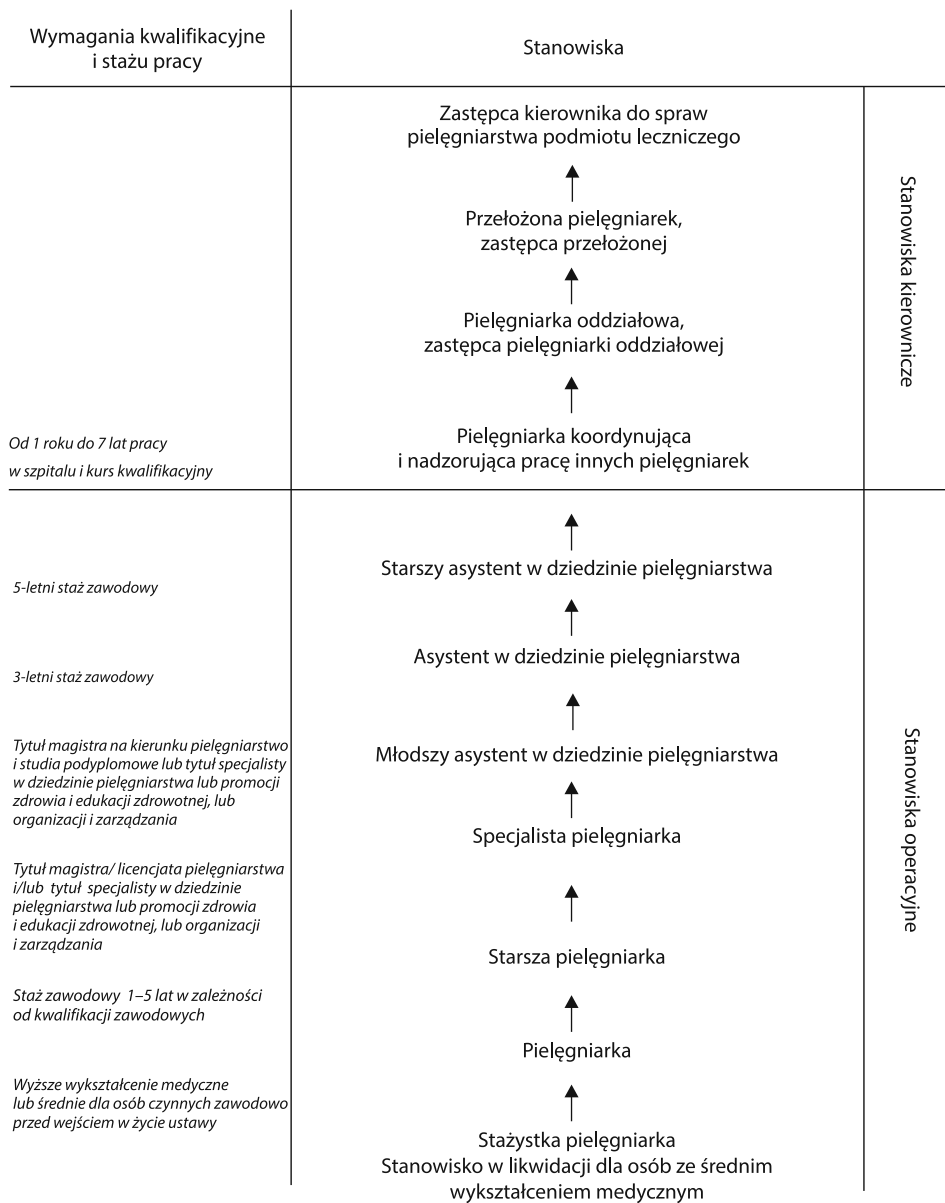 Wymagania kwalifikacyjne
i stażu pracy
Stanowiska
Zastępca kierownika do spraw
pielęgniarstwa podmiotu leczniczego
Przełożona pielęgniarek,
zastępca przełożonej
Pielęgniarka oddziałowa,
zastępca pielęgniarki oddziałowej
Od 1 roku do 7 lat pracy
w szpitalu i kurs kwalifikacyjny
Pielęgniarka koordynująca
i nadzorująca pracę innych pielęgniarek
Stanowiska kierownicze
5-letni staż zawodowy
Starszy asystent w dziedzinie pielęgniarstwa
3-letni staż zawodowy
Asystent w dziedzinie pielęgniarstwa
Tytuł magistra na kierunku pielęgniarstwo
i studia podyplomowe lub tytuł specjalisty
w dziedzinie pielęgniarstwa lub promocji
zdrowia i edukacji zdrowotnej, lub
organizacji i zarządzania
Młodszy asystent w dziedzinie pielęgniarstwa
Specjalista pielęgniarka
Tytuł magistra/ licencjata pielęgniarstwa
i/lub tytuł specjalisty w dziedzinie
pielęgniarstwa lub promocji zdrowia
i edukacji zdrowotnej, lub organizacji
i zarządzania
Starsza pielęgniarka
Staż zawodowy 1–5 lat w zależności
od kwalifikacji zawodowych
Pielęgniarka
Wyższe wykształcenie medyczne
lub średnie dla osób czynnych zawodowo
przed wejściem w życie ustawy
Stażystka pielęgniarka
Stanowisko w likwidacji dla osób ze średnim
wykształceniem medycznym
Stanowiska operacyjne